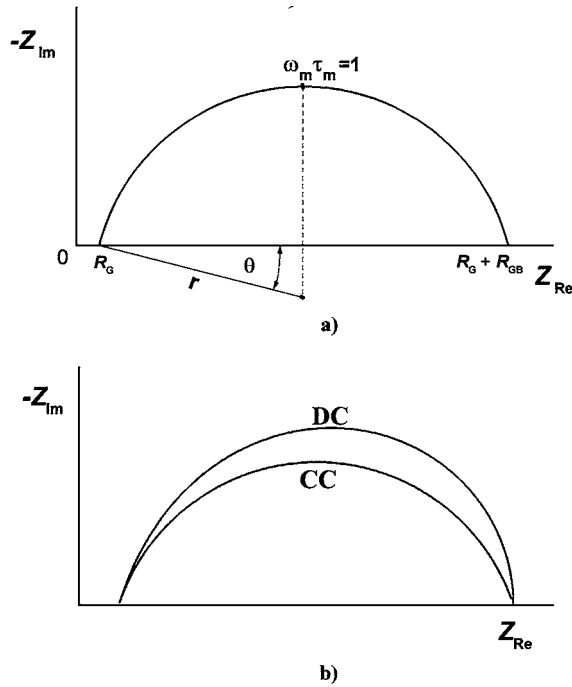 -Z_Im
ω_m τ_m =1
0
R_G
r
θ
R_G + R_GB
Z_Re
a)
-Z_Im
DC
CC
Z_Re
b)